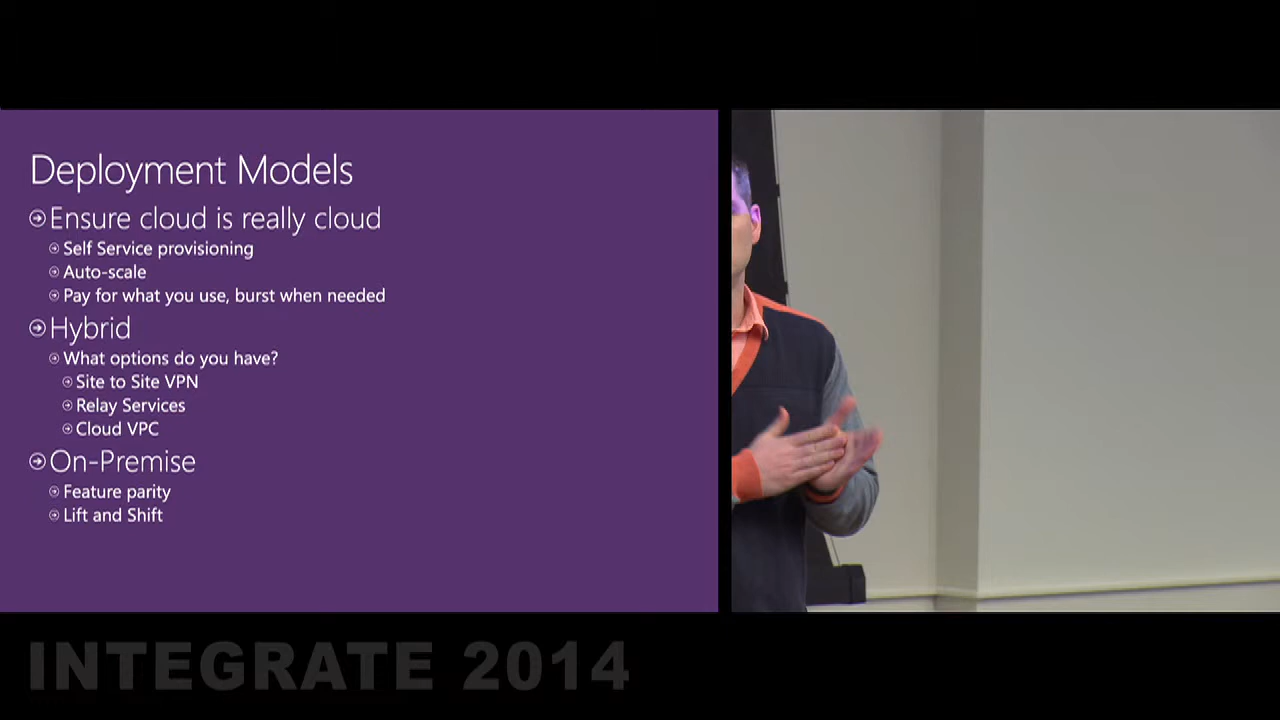 Deployment Models
Ensure cloud is really cloud
Self Service provisioning
Auto-scale
Pay for what you use, burst when needed
Hybrid
What options do you have?
Site to Site VPN
Relay Services
Cloud VPC
On-Premise
Feature parity
Lift and Shift
INTEGRATE 2014